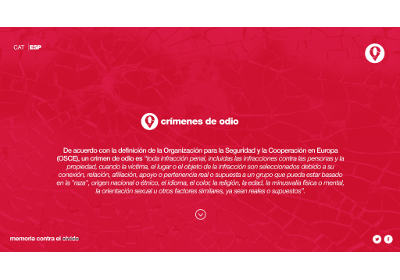 CAT | ESP
crímenes de odio
De acuerdo con la definición de la Organización para la Seguridad y la Cooperación en Europa
(OSCE), un crimen de odio es "toda infracción penal, incluidas las infracciones contra las personas y la
propiedad, cuando la víctima, el lugar o el objeto de la infracción son seleccionados debido a su
conexión, relación, afiliación, apoyo o pertenencia real o supuesta a un grupo que pueda estar basado
en la "raza", origen nacional o étnico, el idioma, el color, la religión, la edad, la minusvalía física o mental,
la orientación sexual u otros factores similares, ya sean reales o supuestos".
memoria contra el olvido